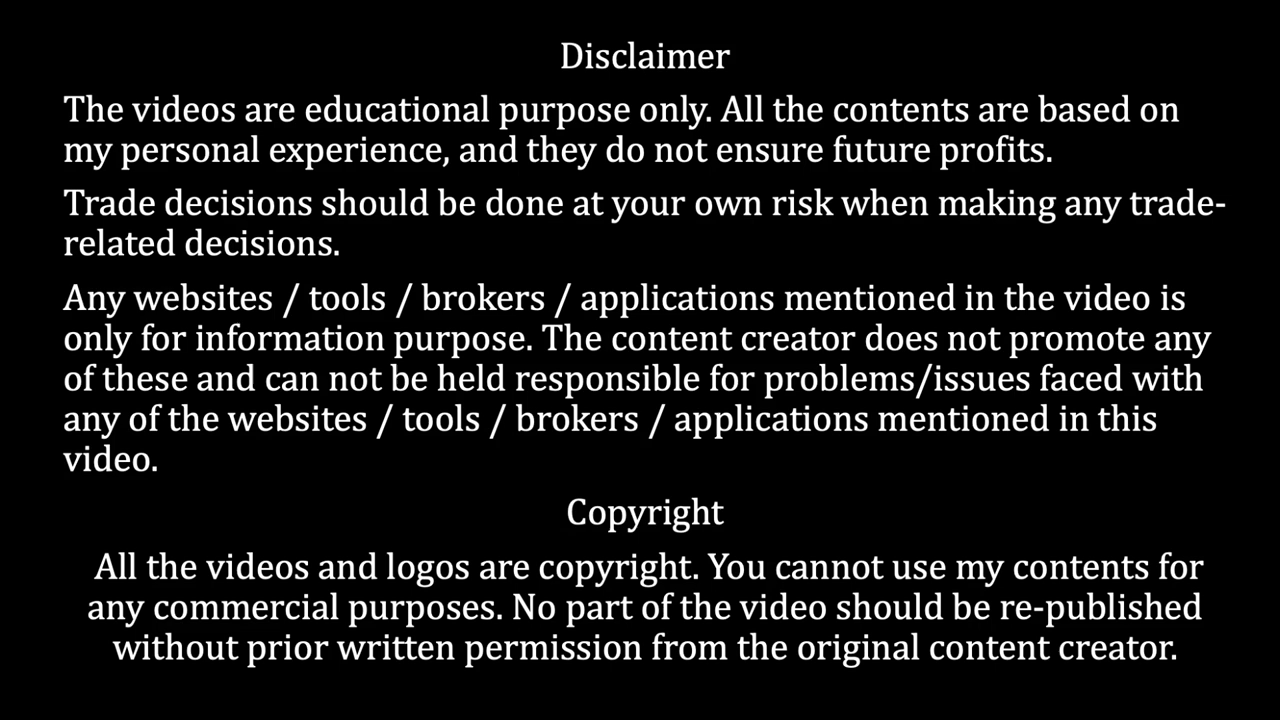 Disclaimer
The videos are educational purpose only. All the contents are based on
my personal experience, and they do not ensure future profits.
Trade decisions should be done at your own risk when making any trade-
related decisions.
Any websites / tools / brokers / applications mentioned in the video is
only for information purpose. The content creator does not promote any
of these and can not be held responsible for problems/issues faced with
any of the websites / tools / brokers / applications mentioned in this
video.
Copyright
All the videos and logos are copyright. You cannot use my contents for
any commercial purposes. No part of the video should be re-published
without prior written permission from the original content creator.